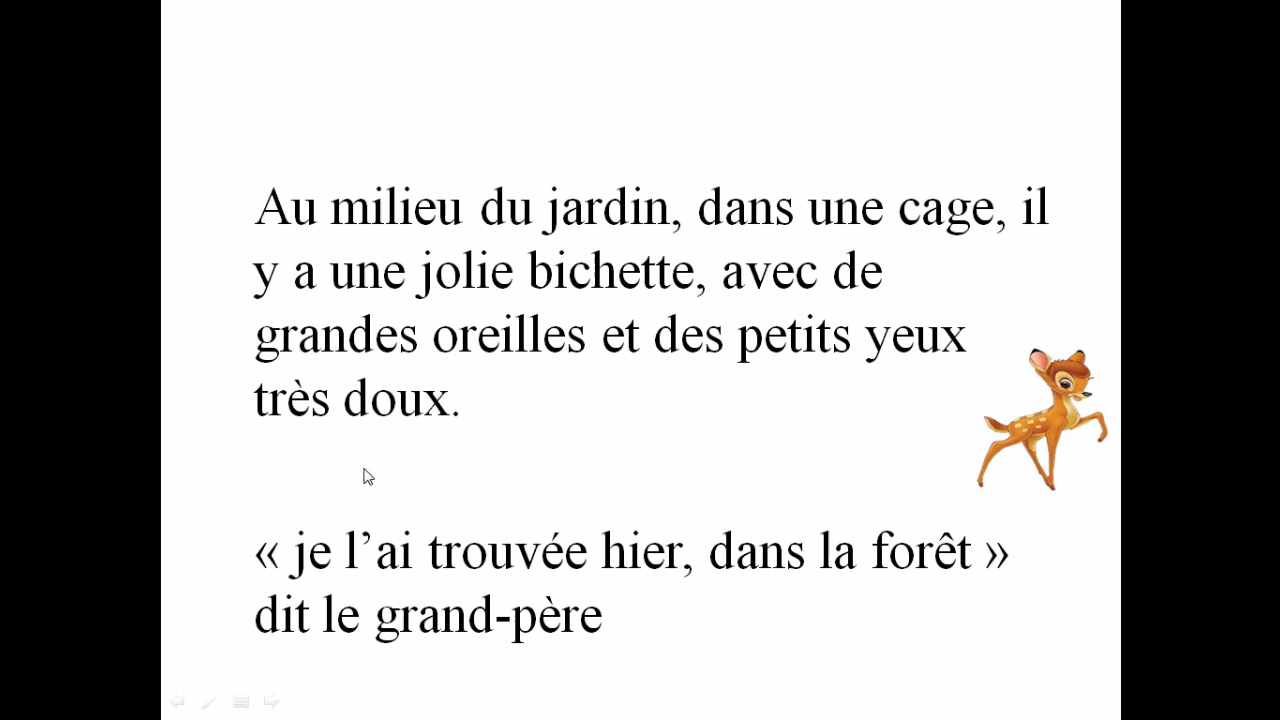 Au milieu du jardin, dans une cage, il
y a une jolie bichette, avec de
grandes oreilles et des petits yeux
très doux.
« je l’ai trouvée hier, dans la forêt »
dit le grand-père